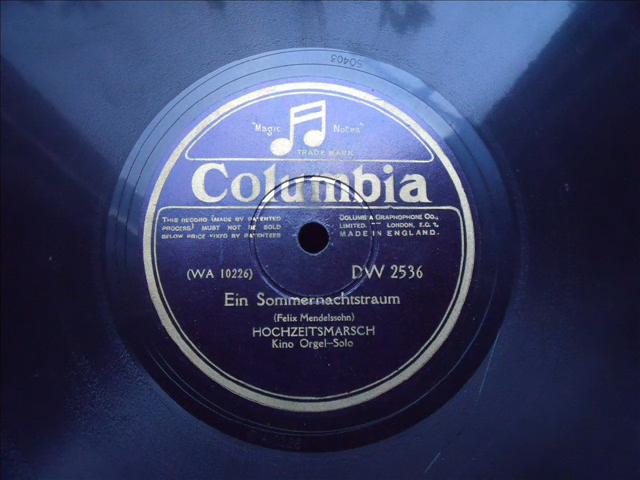 50403
"Magic Notes"
TRADE MARK
Columbia
THIS RECORD (MADE BY PATENTED
PROCESS) MUST NOT BE SOLD
BELOW PRICE FIXED BY PATENTEES
COLUMBIA GRAPHOPHONE CO.,
LIMITED. LONDON, E.C.1.
MADE IN ENGLAND.
(WA 10226)
DW 2536
Ein Sommernachtstraum
(Felix Mendelssohn)
HOCHZEITSMARSCH
Kino Orgel-Solo